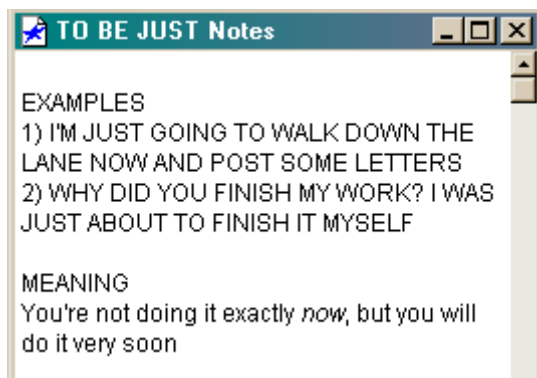 TO BE JUST Notes
EXAMPLES
1) I'M JUST GOING TO WALK DOWN THE
LANE NOW AND POST SOME LETTERS
2) WHY DID YOU FINISH MY WORK? I WAS
JUST ABOUT TO FINISH IT MYSELF
MEANING
You're not doing it exactly now, but you will
do it very soon